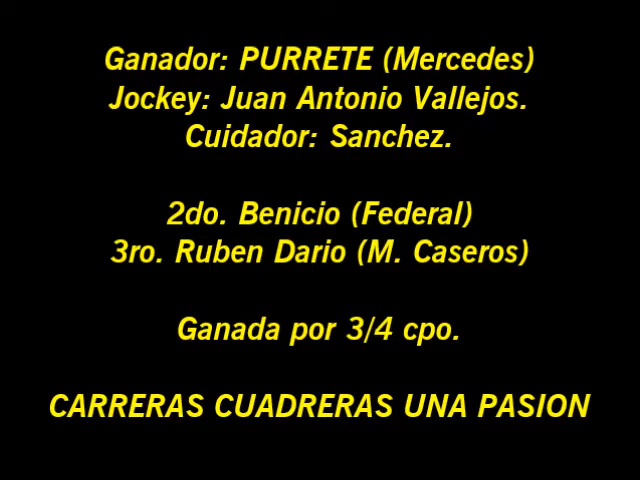 Ganador: PURRETE (Mercedes)
Jockey: Juan Antonio Vallejos.
Cuidador: Sanchez.
2do. Benicio (Federal)
3ro. Ruben Dario (M. Caseros)
Ganada por 3/4 cpo.
CARRERAS CUADRERAS UNA PASION